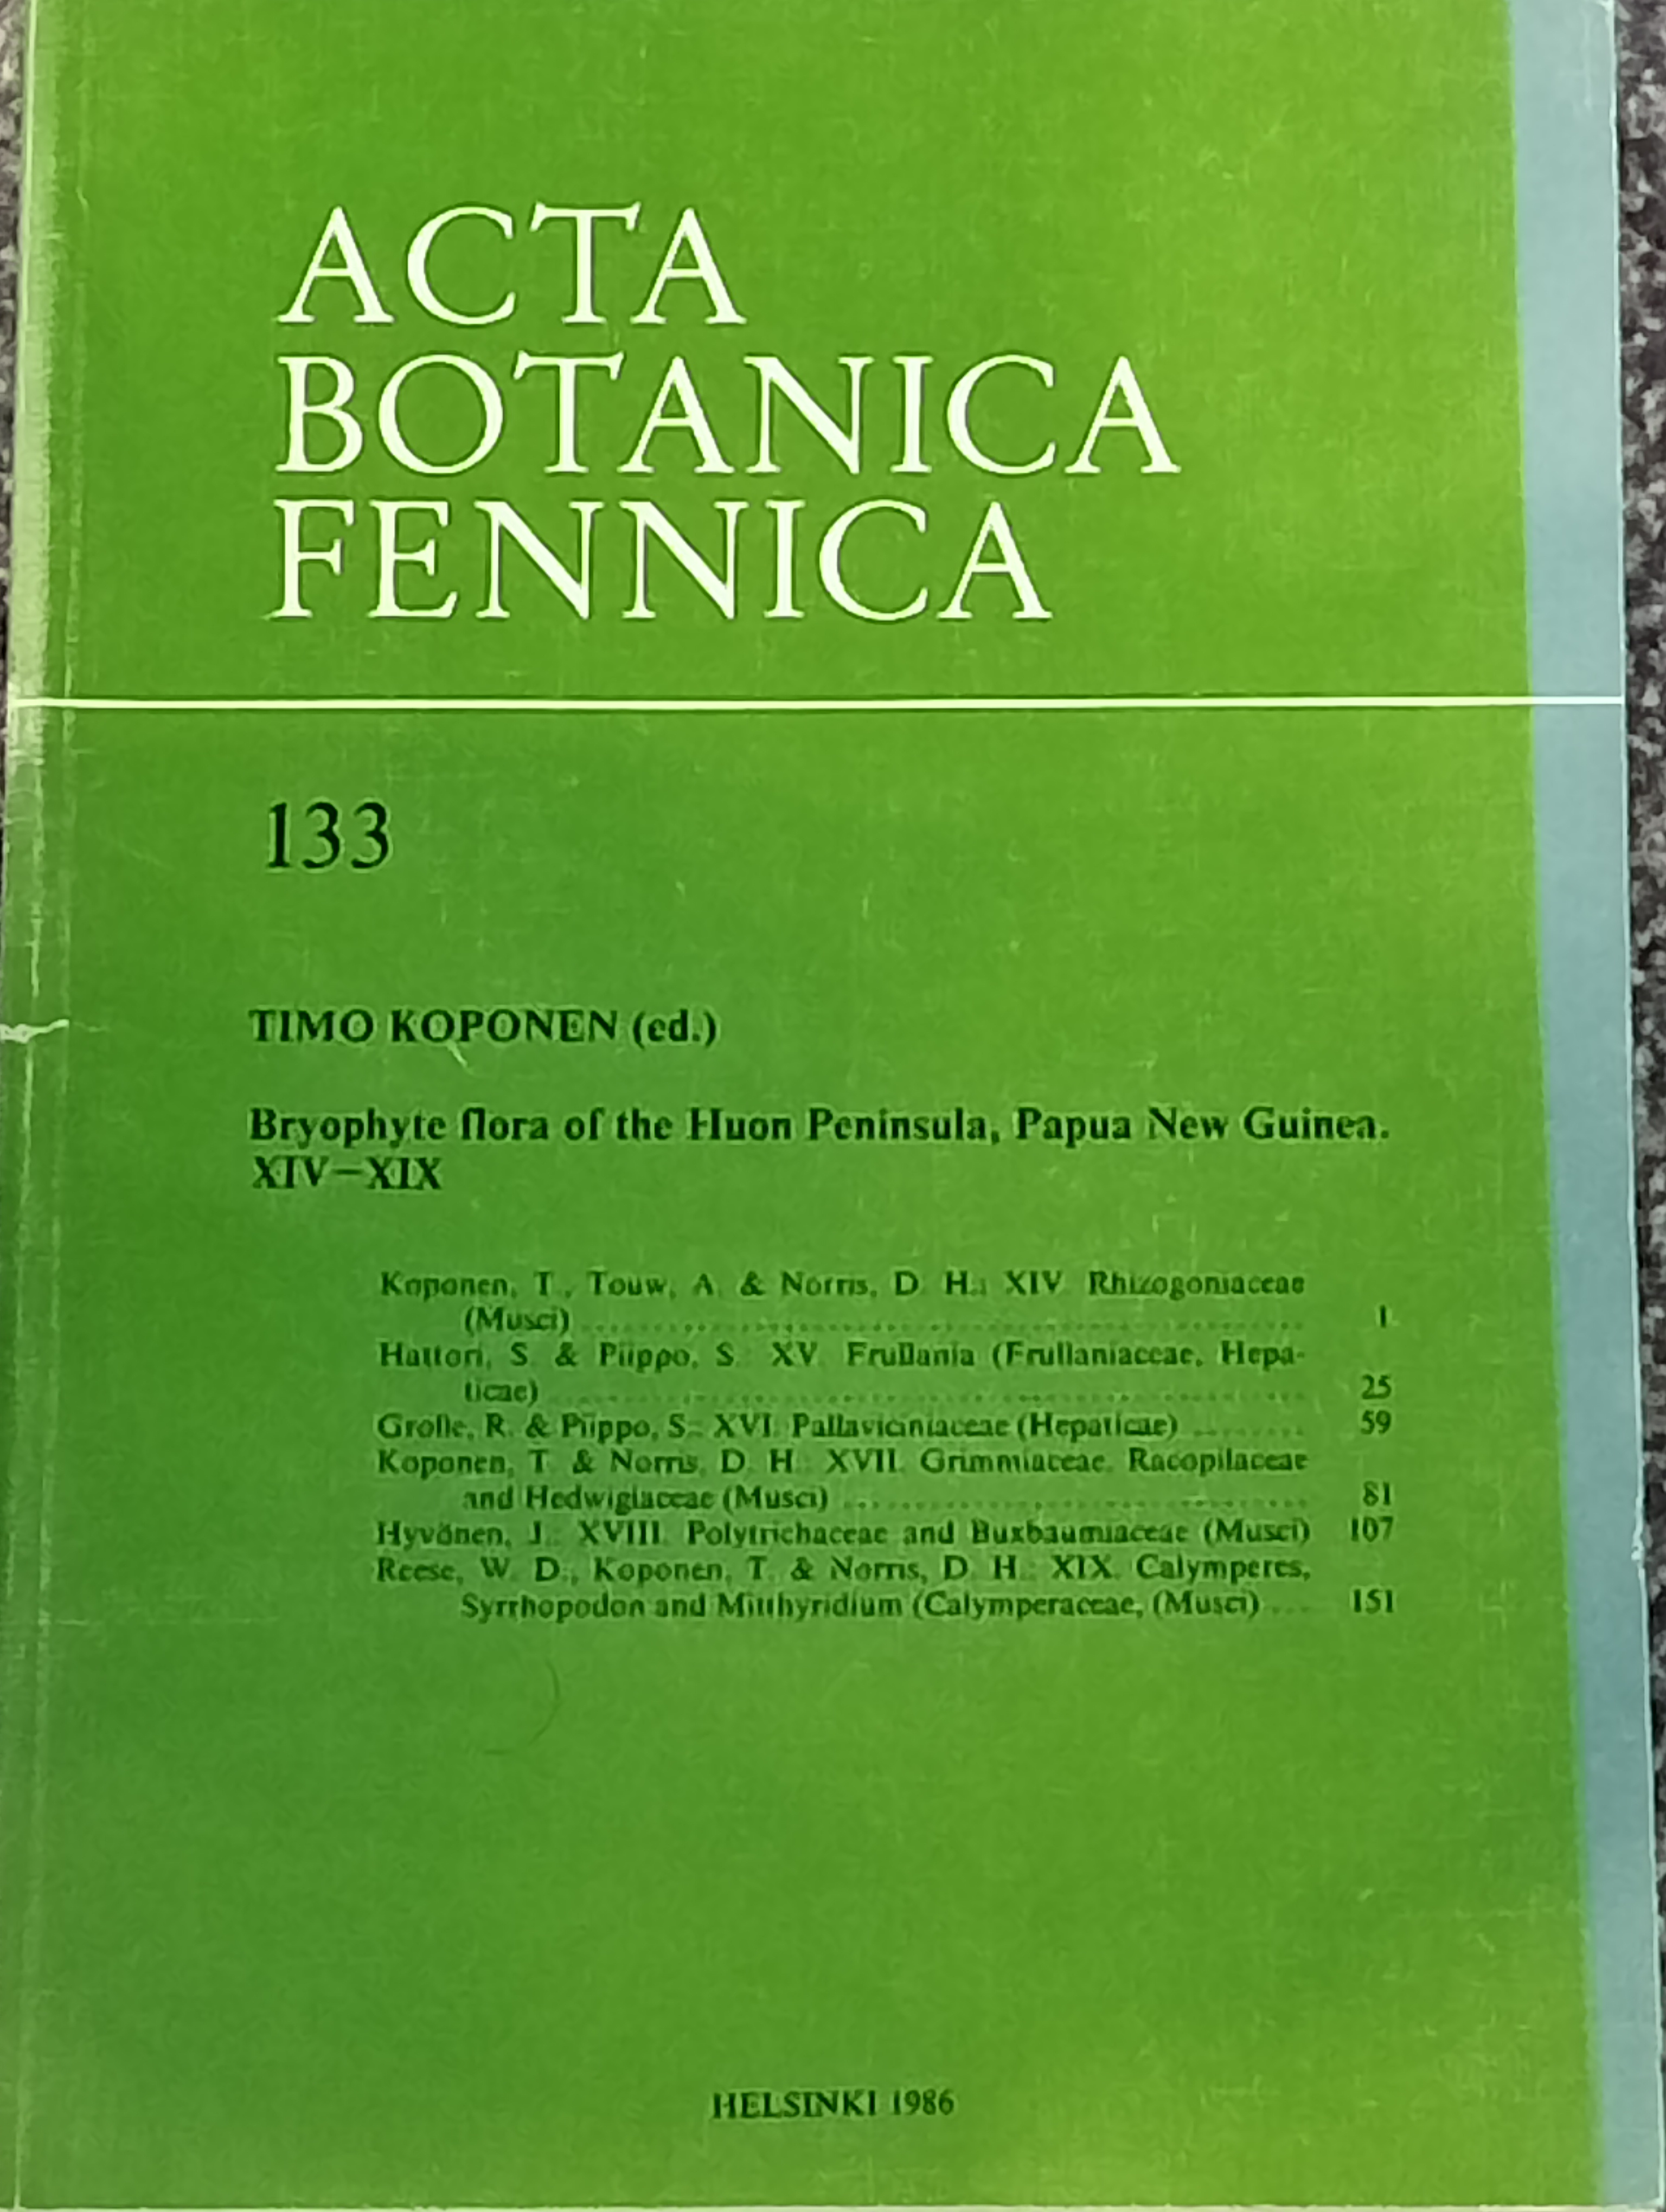 ACTA
BOTANICA
FENNICA
133
TIMO KOPONEN (ed.)
Bryophyte flora of the Huon Peninsula, Papua New Guinea.
XIV—XIX
Koponen, T., Touw, A. & Norris, D. H.: XIV. Rhizogoniaceae
(Musci) ........................................ 1
Hattori, S. & Piippo, S.: XV. Frullania (Frullaniaceae, Hepa-
ticae) ........................................ 25
Grolle, R. & Piippo, S.: XVI. Pallaviciniaceae (Hepaticae) ........ 59
Koponen, T. & Norris, D. H.: XVII. Grimmiaceae, Racopilaceae
and Hedwigiaceae (Musci) ............................ 81
Hyvönen, J.: XVIII. Polytrichaceae and Buxbaumiaceae (Musci) 107
Reese, W. D., Koponen, T. & Norris, D. H.: XIX. Calymperes,
Syrrhopodon and Mitthyridium (Calymperaceae, (Musci) .... 151
HELSINKI 1986